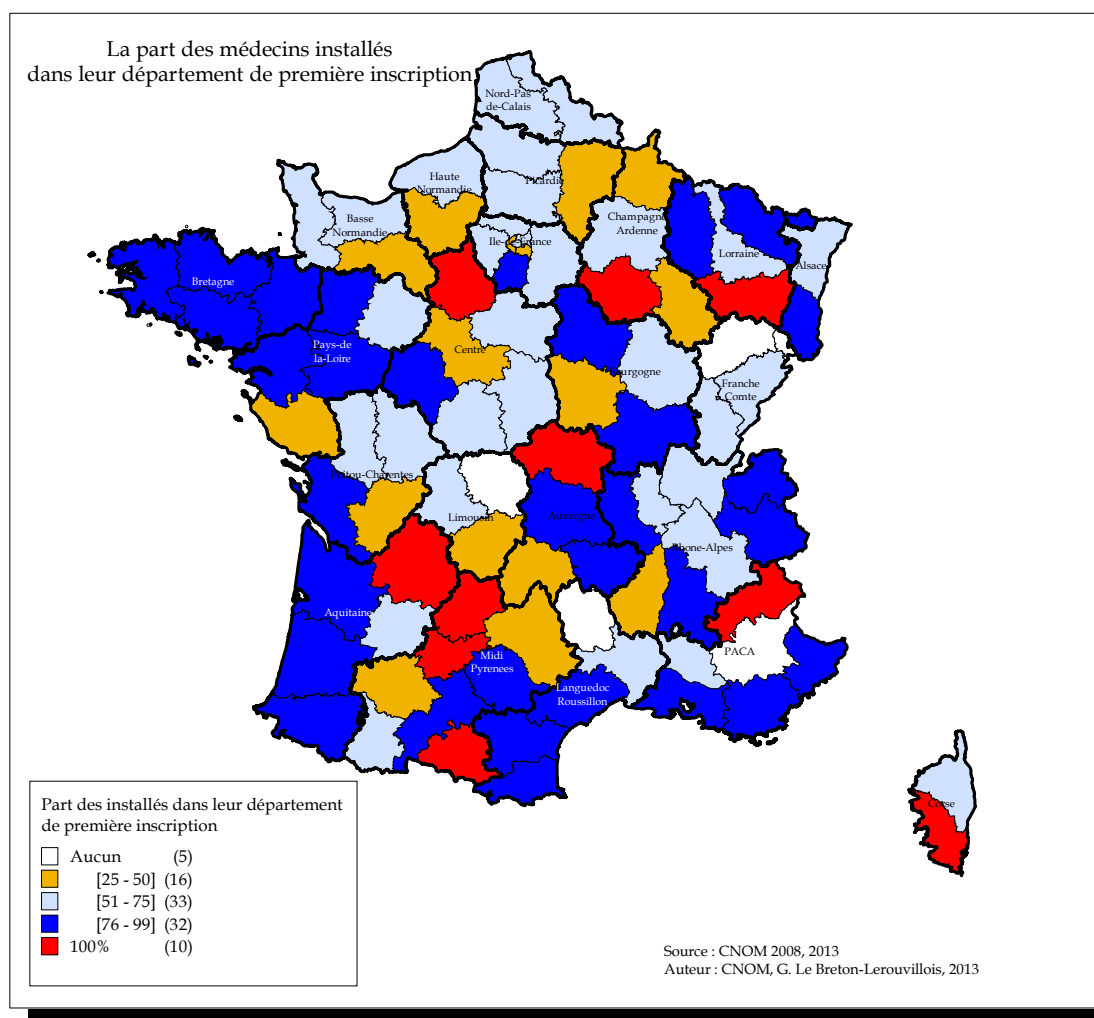 La part des médecins installés
dans leur département de première inscription
Nord-Pas
de-Calais
Picardie
Haute
Normandie
Basse
Normandie
Ile-de-France
Champagne
Ardenne
Lorraine
Alsace
Bretagne
Pays-de
la-Loire
Centre
Bourgogne
Franche
Comte
Poitou-Charentes
Limousin
Auvergne
Rhone-Alpes
Aquitaine
Midi
Pyrenees
Languedoc
Roussillon
PACA
Corse
Part des installés dans leur département
de première inscription
Aucun (5)
[25 - 50] (16)
[51 - 75] (33)
[76 - 99] (32)
100% (10)
Source : CNOM 2008, 2013
Auteur : CNOM, G. Le Breton-Lerouvillois, 2013